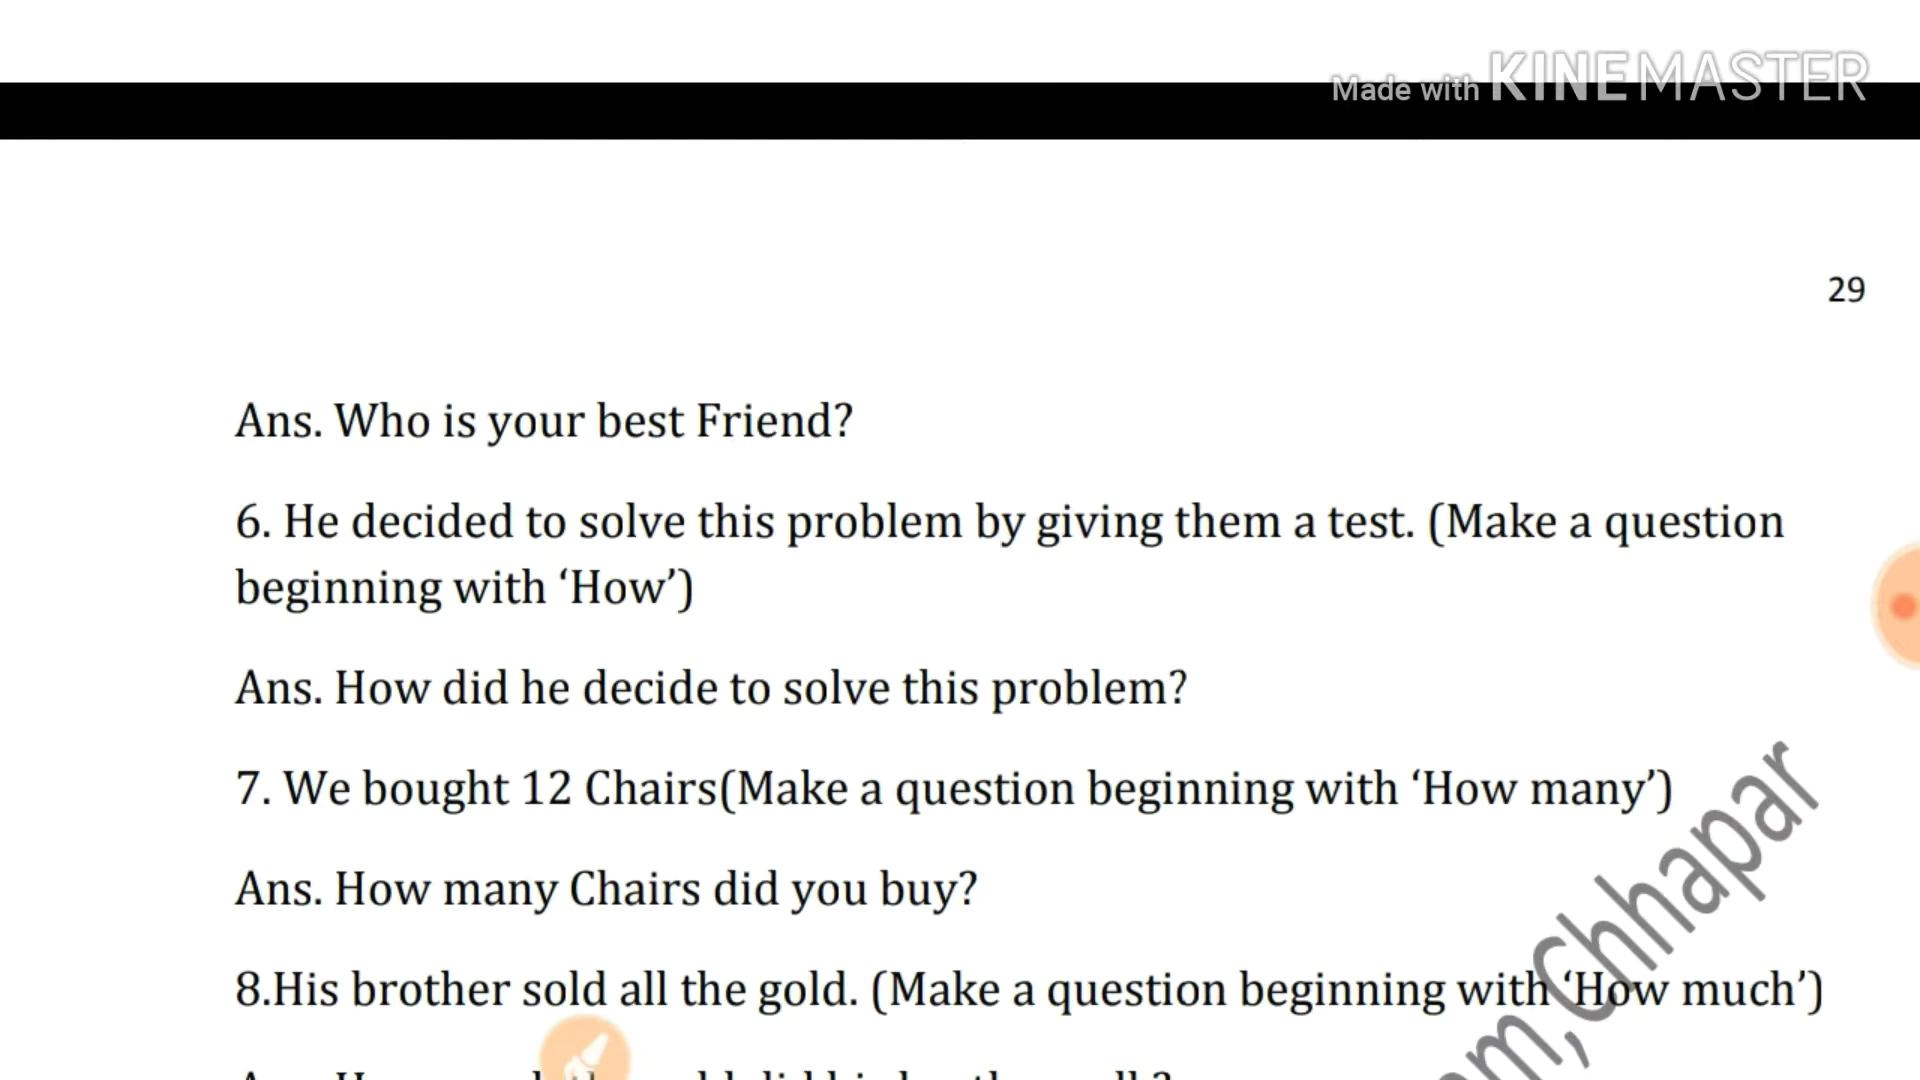 Made with KINEMASTER
29
Ans. Who is your best Friend?
6. He decided to solve this problem by giving them a test. (Make a question
beginning with ‘How’)
Ans. How did he decide to solve this problem?
7. We bought 12 Chairs(Make a question beginning with ‘How many’)
Ans. How many Chairs did you buy?
8.His brother sold all the gold. (Make a question beginning with ‘How much’)
,Chhapar